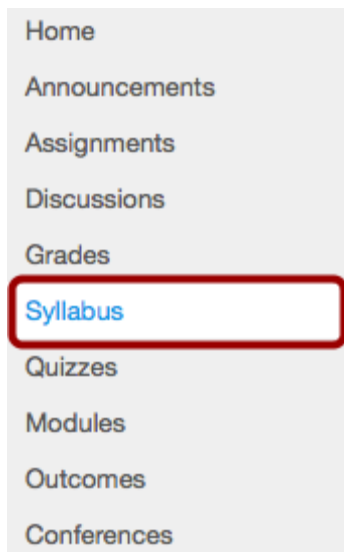 Home
Announcements
Assignments
Discussions
Grades
Syllabus
Quizzes
Modules
Outcomes
Conferences